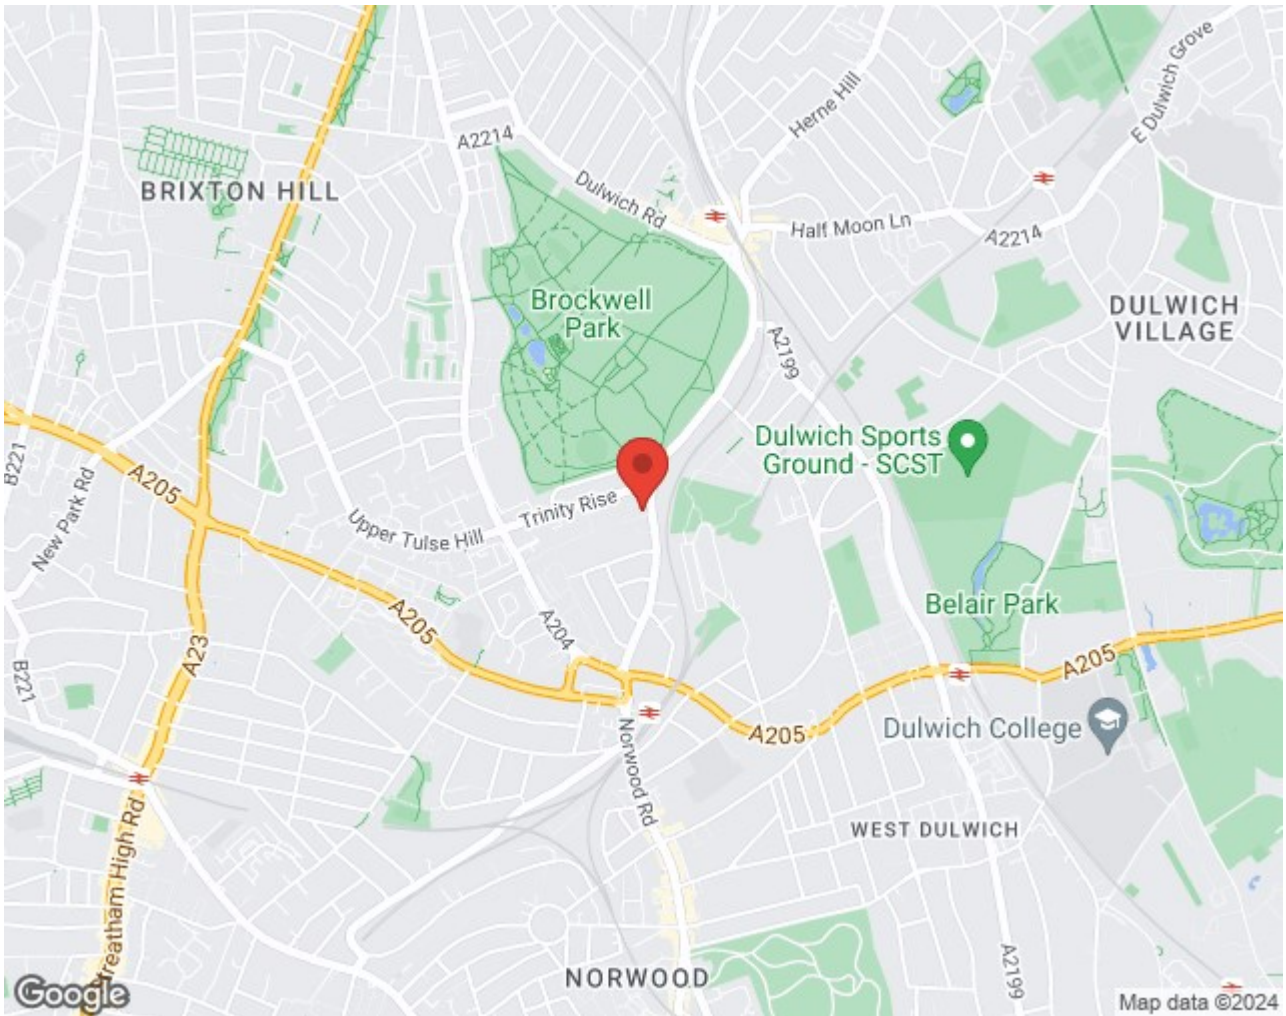 E Dulwich Grove
Herne Hill
A2214
Dulwich Rd
BRIXTON HILL
Half Moon Ln
A2214
Brockwell
Park
DULWICH
VILLAGE
A2199
Dulwich Sports
Ground - SCST
B221
A205
New Park Rd
Trinity Rise
Upper Tulse Hill
A205
A204
Belair Park
A23
B221
A205
Dulwich College
A205
Norwood Rd
WEST DULWICH
treatham High Rd
NORWOOD
A2199
Google
Map data ©2024